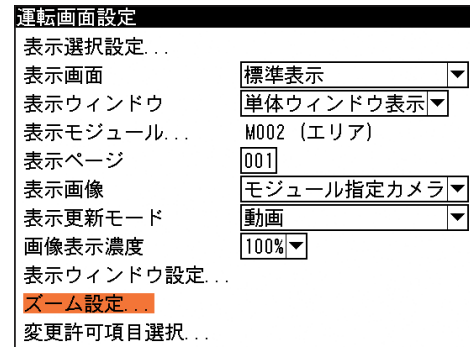 運転画面設定
表示選択設定...
表示画面 標準表示
表示ウィンドウ 単体ウィンドウ表示
表示モジュール... M002 (エリア)
表示ページ 001
表示画像 モジュール指定カメラ
表示更新モード 動画
画像表示濃度 100%
表示ウィンドウ設定...
ズーム設定...
変更許可項目選択...